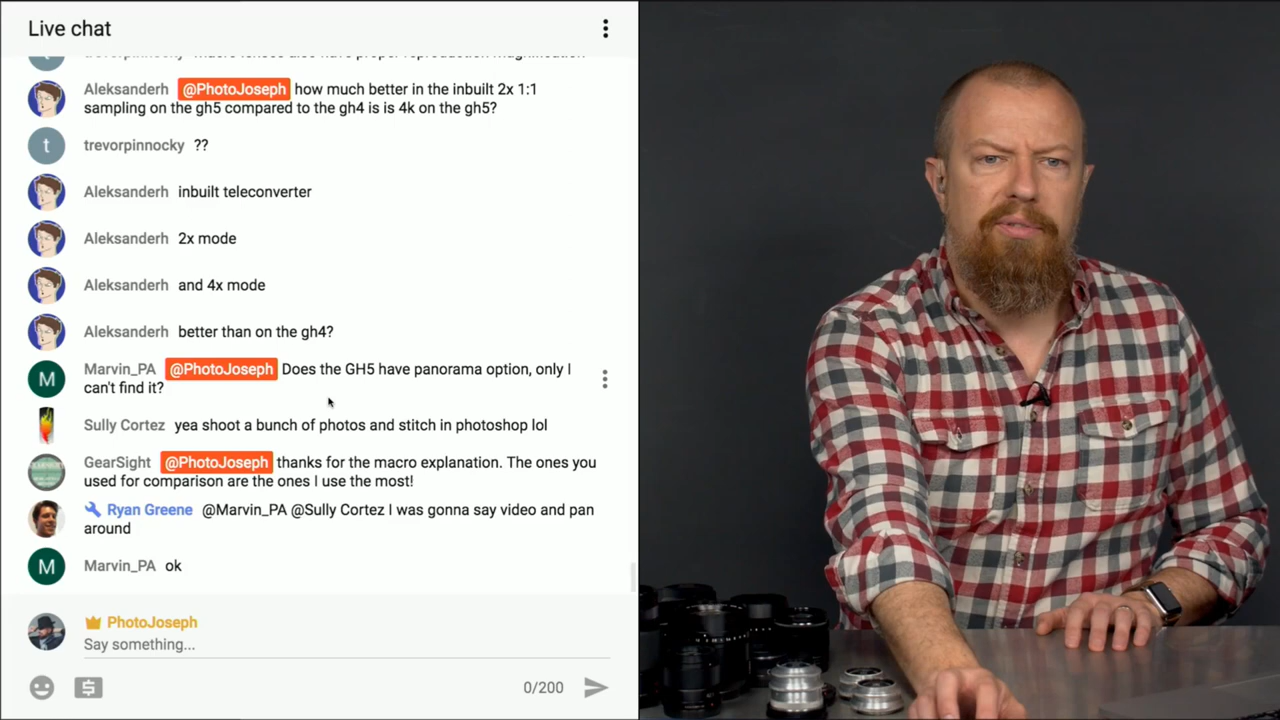 Live chat
Aleksanderh @PhotoJoseph how much better in the inbuilt 2x 1:1
sampling on the gh5 compared to the gh4 is is 4k on the gh5?
t trevorpinnocky ??
Aleksanderh inbuilt teleconverter
Aleksanderh 2x mode
Aleksanderh and 4x mode
Aleksanderh better than on the gh4?
M Marvin_PA @PhotoJoseph Does the GH5 have panorama option, only I
can't find it?
Sully Cortez yea shoot a bunch of photos and stitch in photoshop lol
GearSight @PhotoJoseph thanks for the macro explanation. The ones you
used for comparison are the ones I use the most!
Ryan Greene @Marvin_PA @Sully Cortez I was gonna say video and pan
around
M Marvin_PA ok
PhotoJoseph
Say something...
0/200